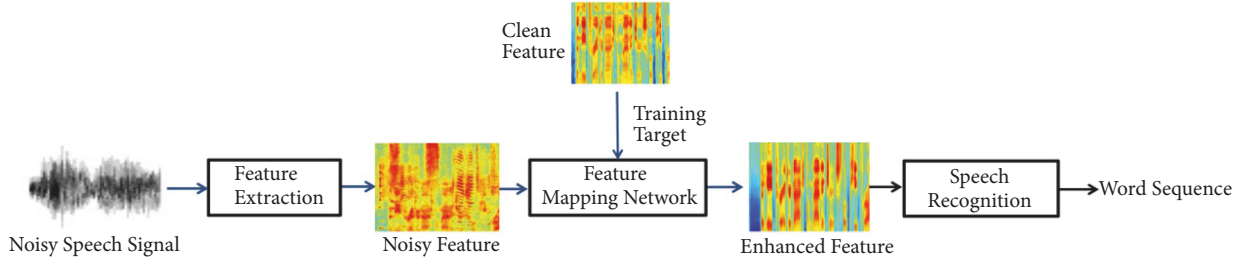 Clean
Feature
Training
Target
Feature
Extraction
Feature
Mapping Network
Speech
Recognition
Word Sequence
Noisy Speech Signal
Noisy Feature
Enhanced Feature